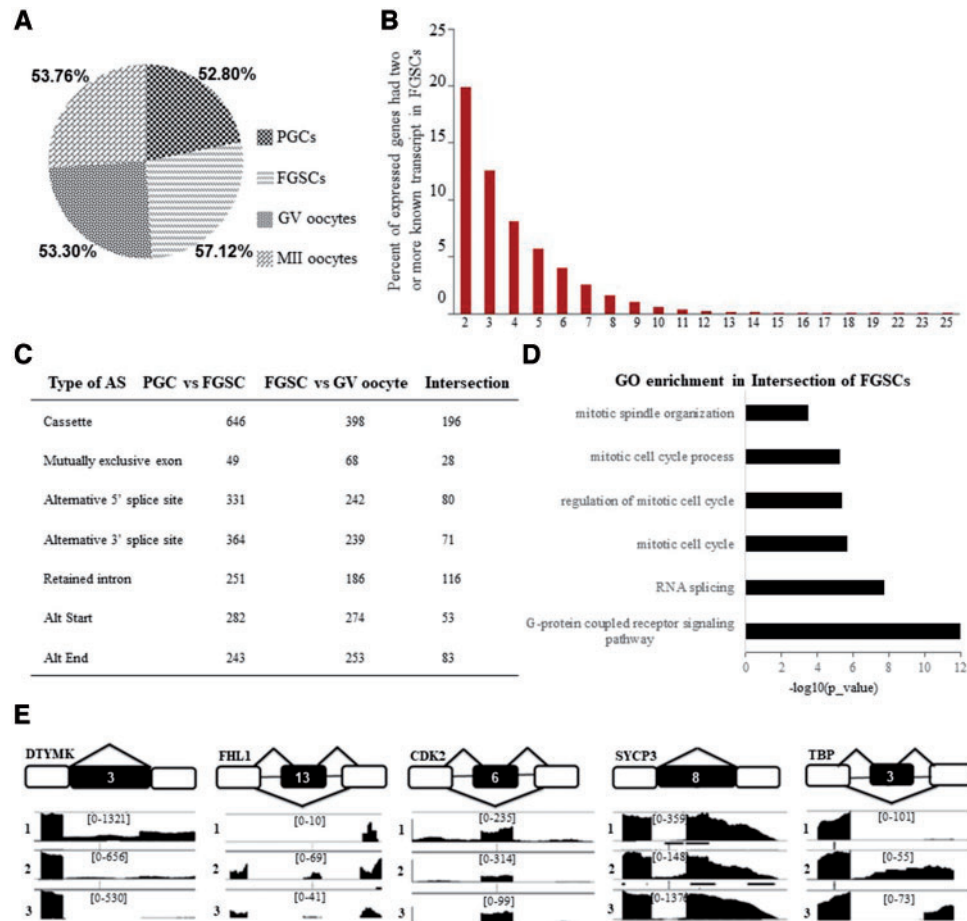 A
53.76%
52.80%
53.30%
57.12%
PGCs
FGSCs
GV oocytes
MII oocytes
B
Percent of expressed genes had two
or more known transcript in FGSCs
25
20
15
10
5
0
2 3 4 5 6 7 8 9 10 11 12 13 14 15 16 17 18 19 22 23 25
C
Type of AS PGC vs FGSC FGSC vs GV oocyte Intersection
Cassette 646 398 196
Mutually exclusive exon 49 68 28
Alternative 5' splice site 331 242 80
Alternative 3' splice site 364 239 71
Retained intron 251 186 116
Alt Start 282 274 53
Alt End 243 253 83
D
GO enrichment in Intersection of FGSCs
mitotic spindle organization
mitotic cell cycle process
regulation of mitotic cell cycle
mitotic cell cycle
RNA splicing
G-protein coupled receptor signaling
pathway
0 2 4 6 8 10 12
-log10(p_value)
E
DTYMK FHL1 CDK2 SYCP3 TBP
3 13 6 8 3
1 [0-1321] 1 [0-10] 1 [0-235] 1 [0-359] 1 [0-101]
2 [0-656] 2 [0-69] 2 [0-314] 2 [0-148] 2 [0-55]
3 [0-530] 3 [0-41] 3 [0-99] 3 [0-1376] 3 [0-73]